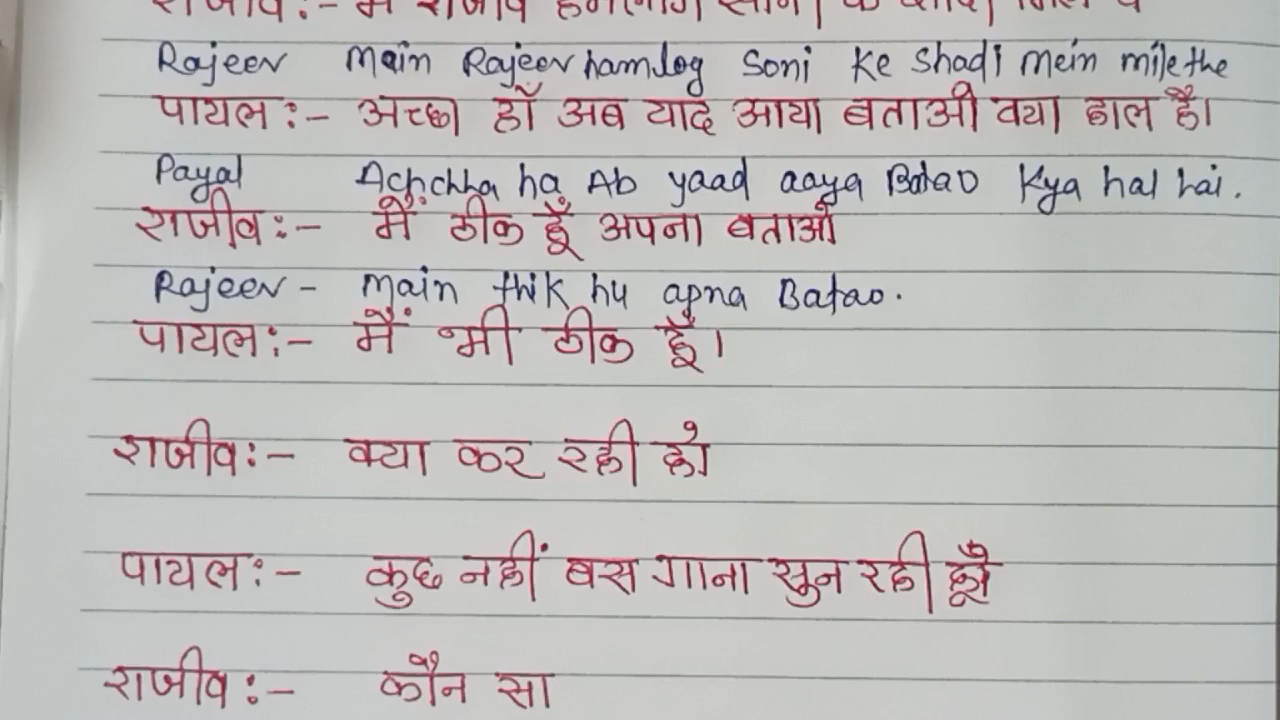 राजीव :- मैं राजीव हमलोग सोनी के शादी मिले थे
Rajeev Main Rajeev hamlog Soni Ke Shadi mein mile the
पायल :- अच्छा हाँ अब याद आया बताओ क्या हाल है।
Payal Achchha ha Ab yaad aaya Batao Kya hal hai.
राजीव :- मैं ठीक हूँ अपना बताओ
Rajeev - Main thik hu apna Batao.
पायल :- मैं भी ठीक हूँ।
राजीव :- क्या कर रही हो
पायल :- कुछ नहीं बस गाना सुन रही हूँ
राजीव :- कौन सा